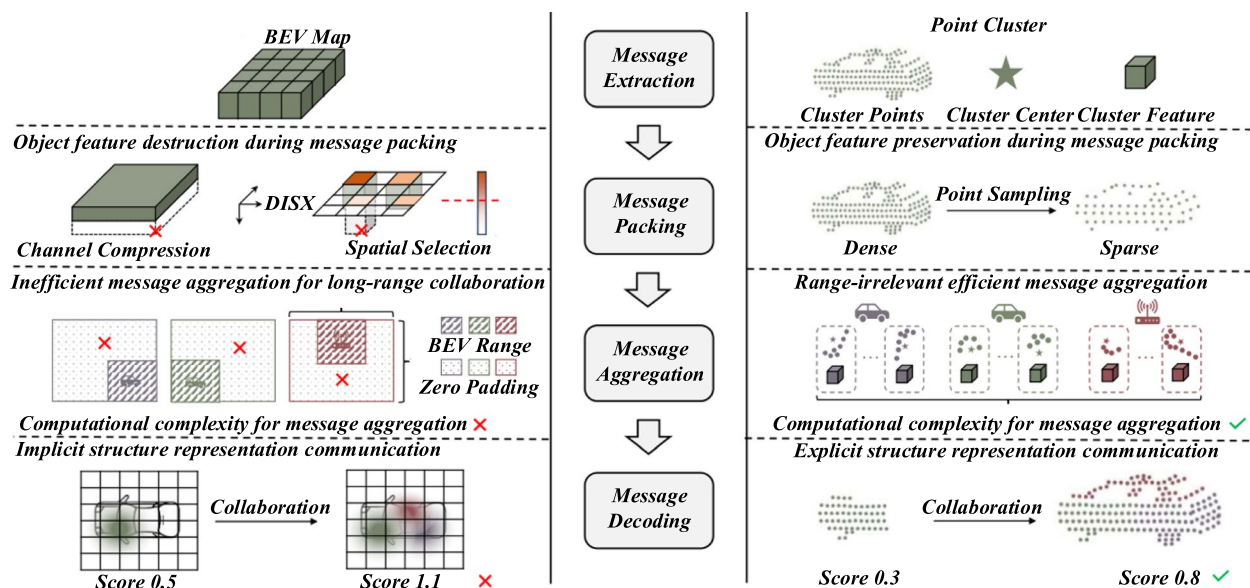 BEV Map
Object feature destruction during message packing
DISX
Channel Compression
Spatial Selection
Inefficient message aggregation for long-range collaboration
BEV Range
Zero Padding
Computational complexity for message aggregation
Implicit structure representation communication
Collaboration
Score 0.5
Score 1.1
Message
Extraction
Message
Packing
Message
Aggregation
Message
Decoding
Point Cluster
Cluster Points
Cluster Center
Cluster Feature
Object feature preservation during message packing
Point Sampling
Dense
Sparse
Range-irrelevant efficient message aggregation
... ... ...
Computational complexity for message aggregation
Explicit structure representation communication
Collaboration
Score 0.3
Score 0.8